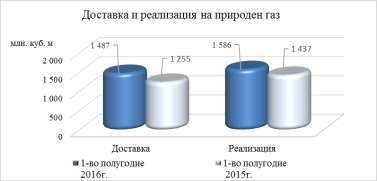 Доставка и реализация на природен газ
млн. куб. м
1 487
1 255
1 586
1 437
2 000
1 500
1 000
500
0
Доставка
Реализация
1-во полугодие 2016г.
1-во полугодие 2015г.